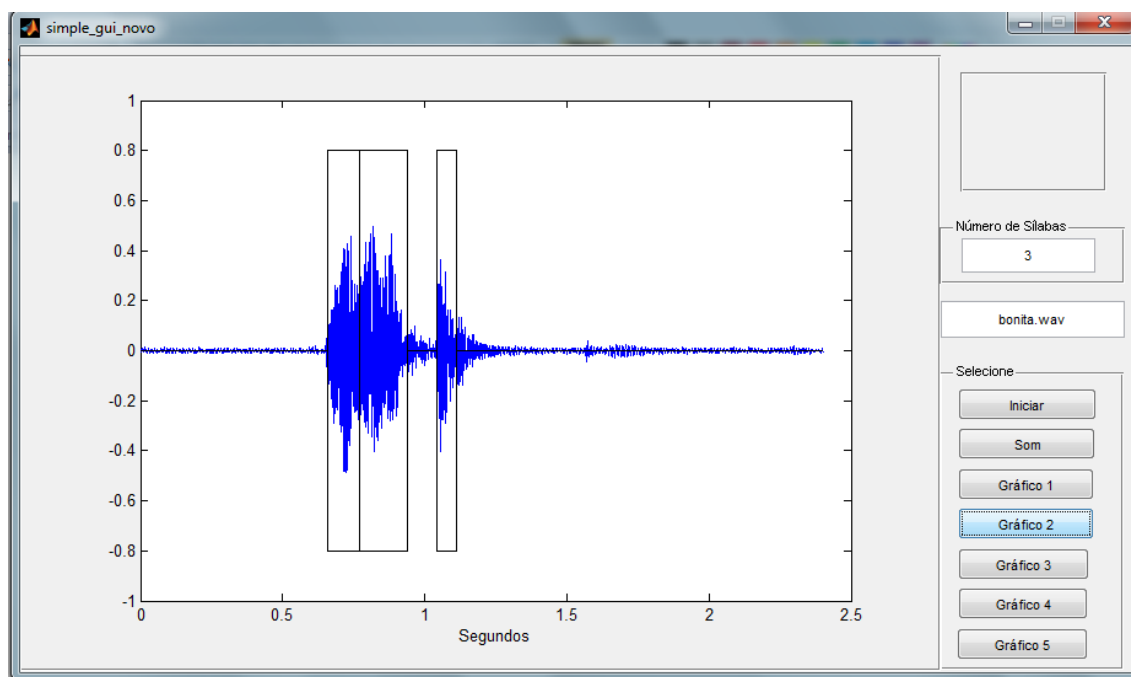 simple_gui_novo
1
0.8
0.6
0.4
0.2
0
-0.2
-0.4
-0.6
-0.8
-1
0 0.5 1 1.5 2 2.5
Segundos
Número de Sílabas
3
bonita.wav
Selecione
Iniciar
Som
Gráfico 1
Gráfico 2
Gráfico 3
Gráfico 4
Gráfico 5